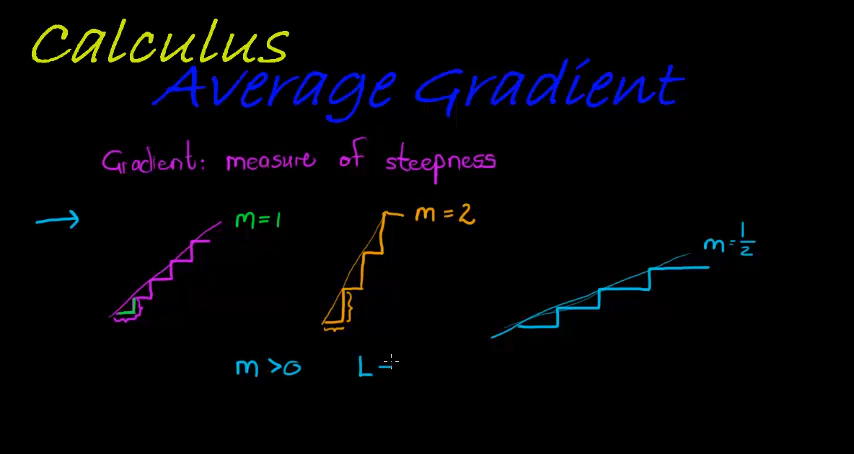 Calculus
Average Gradient
Gradient: measure of steepness
→ m=1 m=2 m=1/2
m>0 L-